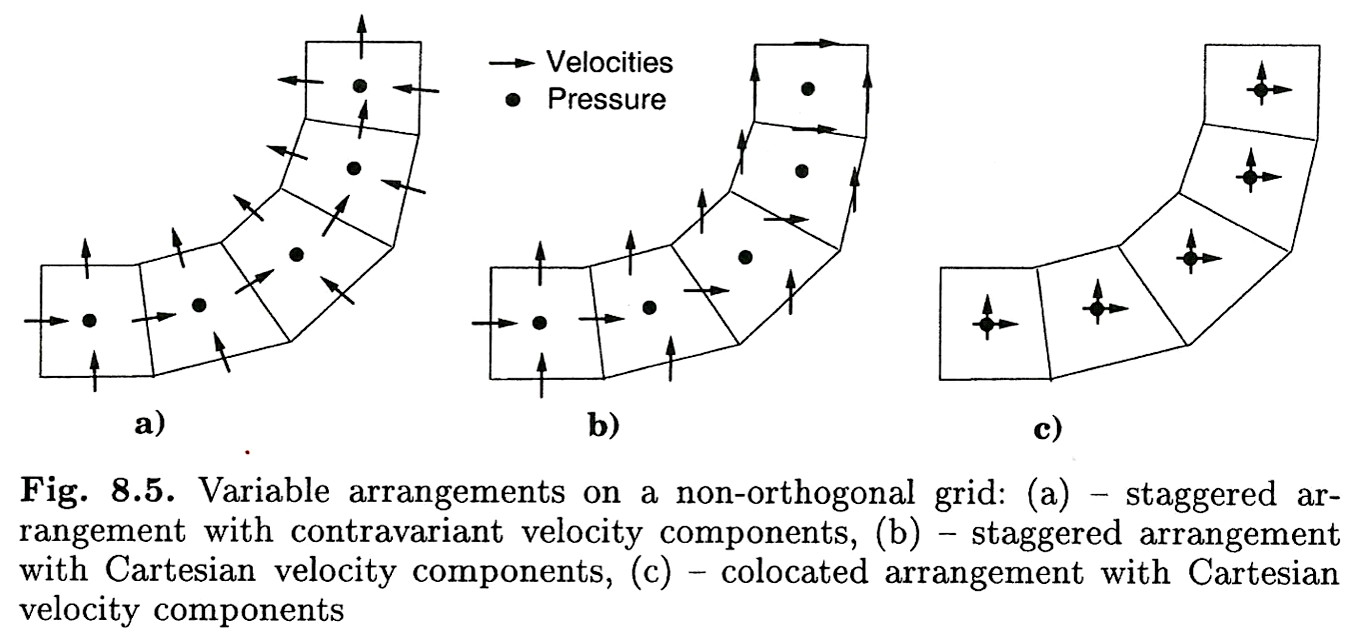 Velocities
Pressure
a)
b)
c)
Fig. 8.5. Variable arrangements on a non-orthogonal grid: (a) – staggered ar-
rangement with contravariant velocity components, (b) – staggered arrangement
with Cartesian velocity components, (c) – colocated arrangement with Cartesian
velocity components